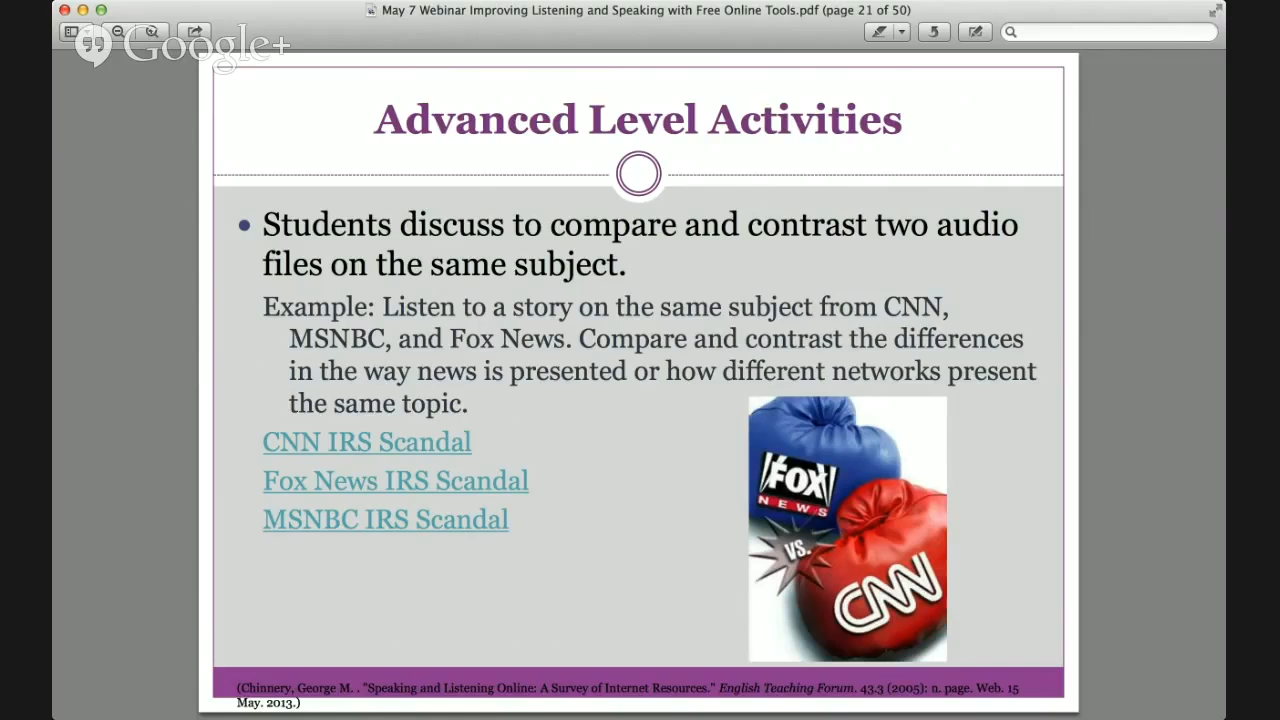 May 7 Webinar Improving Listening and Speaking with Free Online Tools.pdf (page 21 of 50)
Google+
Advanced Level Activities
• Students discuss to compare and contrast two audio
files on the same subject.
Example: Listen to a story on the same subject from CNN,
MSNBC, and Fox News. Compare and contrast the differences
in the way news is presented or how different networks present
the same topic.
CNN IRS Scandal
Fox News IRS Scandal
MSNBC IRS Scandal
FOX
NEWS
VS.
CNN
(Chinnery, George M. . "Speaking and Listening Online: A Survey of Internet Resources." English Teaching Forum. 43.3 (2005): n. page. Web. 15
May. 2013.)